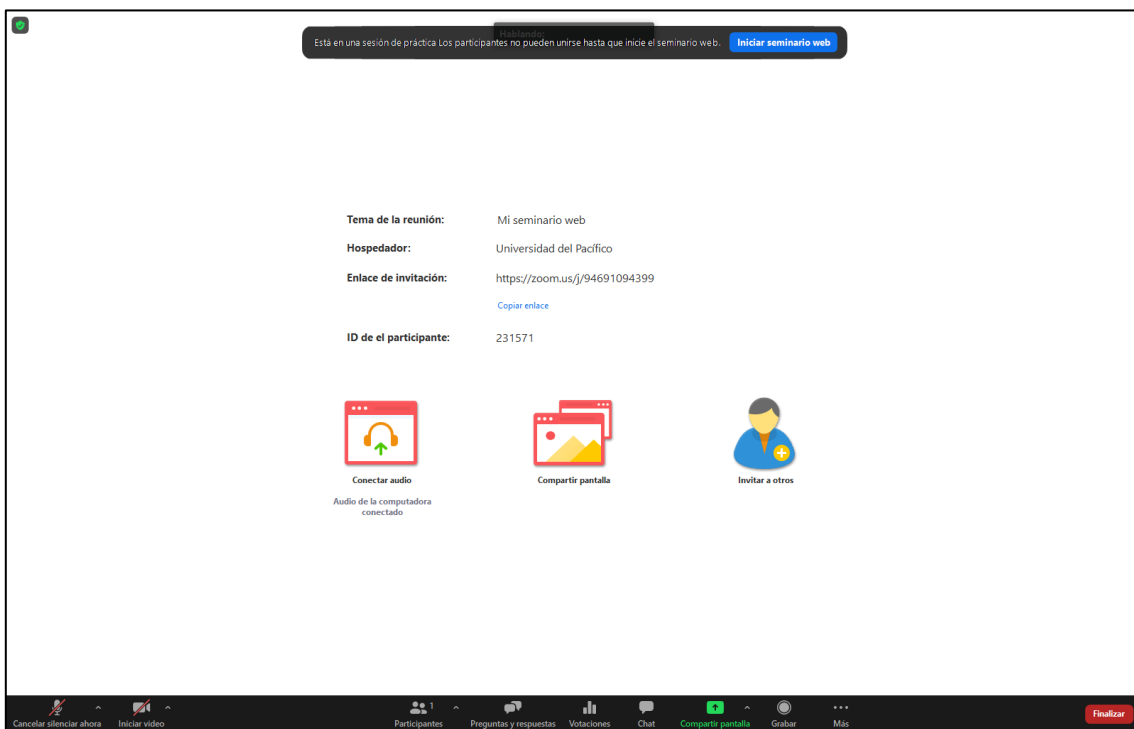 Hablando:
Está en una sesión de práctica Los participantes no pueden unirse hasta que inicie el seminario web. Iniciar seminario web
Tema de la reunión: Mi seminario web
Hospedador: Universidad del Pacífico
Enlace de invitación: https://zoom.us/j/94691094399
Copiar enlace
ID de el participante: 231571
Conectar audio Compartir pantalla Invitar a otros
Audio de la computadora
conectado
1
Cancelar silenciar ahora Iniciar video Participantes Preguntas y respuestas Votaciones Chat Compartir pantalla Grabar Más Finalizar